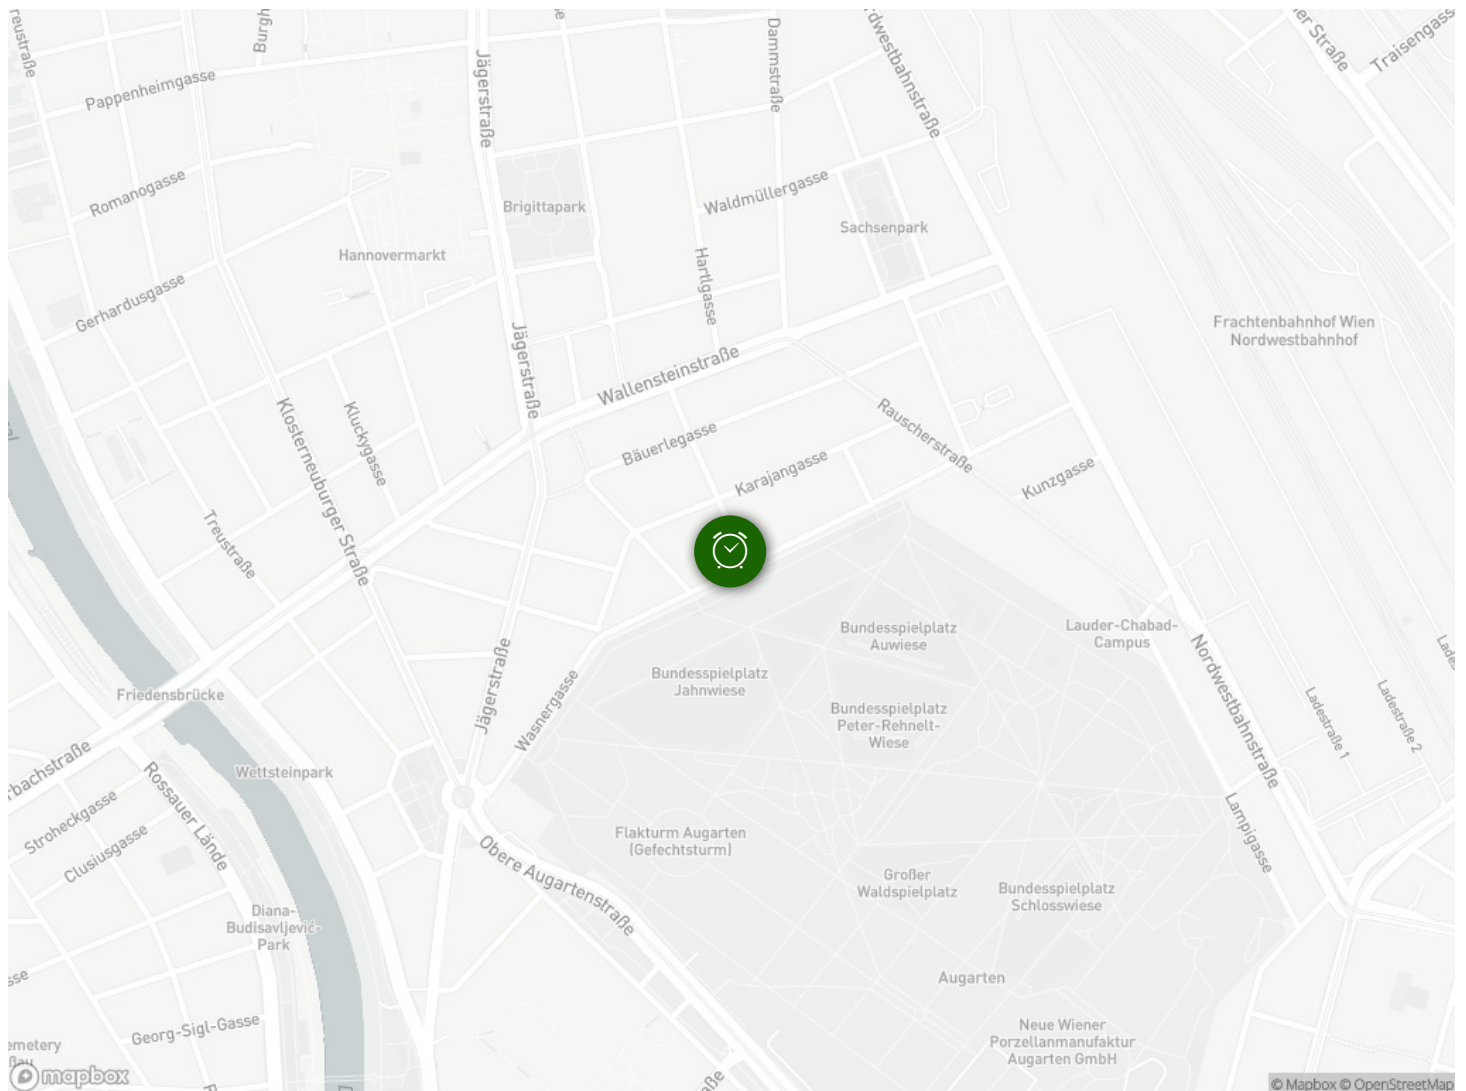 Pappenheimgasse
Jägerstraße
Dammstraße
Nordwestbahnstraße
Traisengasse
Romanogasse
Brigittapark
Waldmüllergasse
Sachsenpark
Hannovermarkt
Hartlgasse
Gerhardusgasse
Jägerstraße
Wallensteinstraße
Frachtenbahnhof Wien
Nordwestbahnhof
Klosterneuburger Straße
Kluckygasse
Bäuerlegasse
Rauscherstraße
Karajangasse
Kunzgasse
Treustraße
Bundesspielplatz
Auwiese
Lauder-Chabad-
Campus
Friedensbrücke
Jägerstraße
Wasnergasse
Bundesspielplatz
Jahnwiese
Bundesspielplatz
Peter-Rehnelt-
Wiese
Nordwestbahnstraße
Ladestraße 1
Ladestraße 2
Wettsteinpark
Rossauer Lände
Stroheckgasse
Clusiusgasse
Flakturm Augarten
(Gefechtsturm)
Obere Augartenstraße
Großer
Waldspielplatz
Bundesspielplatz
Schlosswiese
Lampigasse
Diana-
Budisavljević-
Park
Augarten
Georg-Sigl-Gasse
Neue Wiener
Porzellanmanufaktur
Augarten GmbH
mapbox
© Mapbox © OpenStreetMap